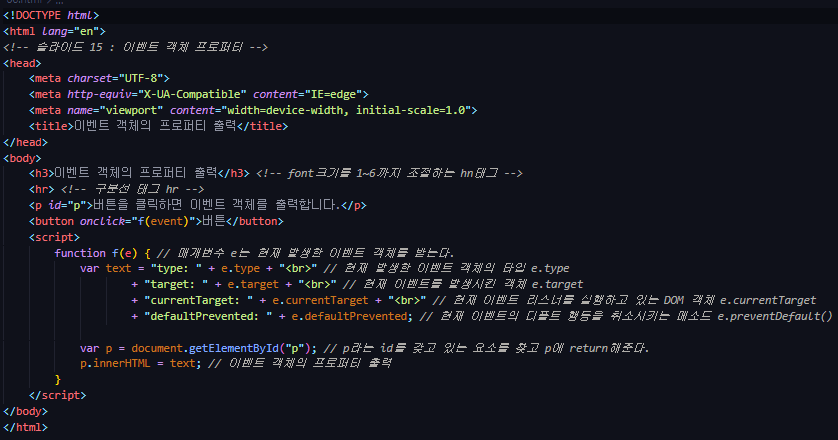 <!DOCTYPE html>
<html lang="en">
<!-- 슬라이드 15 : 이벤트 객체 프로퍼티 -->
<head>
    <meta charset="UTF-8">
    <meta http-equiv="X-UA-Compatible" content="IE=edge">
    <meta name="viewport" content="width=device-width, initial-scale=1.0">
    <title>이벤트 객체의 프로퍼티 출력</title>
</head>
<body>
    <h3>이벤트 객체의 프로퍼티 출력</h3> <!-- font크기를 1~6까지 조절하는 hn태그 -->
    <hr> <!-- 구분선 태그 hr -->
    <p id="p">버튼을 클릭하면 이벤트 객체를 출력합니다.</p>
    <button onclick="f(event)">버튼</button>
    <script>
        function f(e) { // 매개변수 e는 현재 발생한 이벤트 객체를 받는다.
            var text = "type: " + e.type + "<br>" // 현재 발생한 이벤트 객체의 타입 e.type
                    + "target: " + e.target + "<br>" // 현재 이벤트를 발생시킨 객체 e.target
                    + "currentTarget: " + e.currentTarget + "<br>" // 현재 이벤트 리스너를 실행하고 있는 DOM 객체 e.currentTarget
                    + "defaultPrevented: " + e.defaultPrevented; // 현재 이벤트의 디폴트 행동을 취소시키는 메소드 e.preventDefault()
            var p = document.getElementById("p"); // p라는 id를 갖고 있는 요소를 찾고 p에 return해준다.
            p.innerHTML = text; // 이벤트 객체의 프로퍼티 출력
        }
    </script>
</body>
</html>